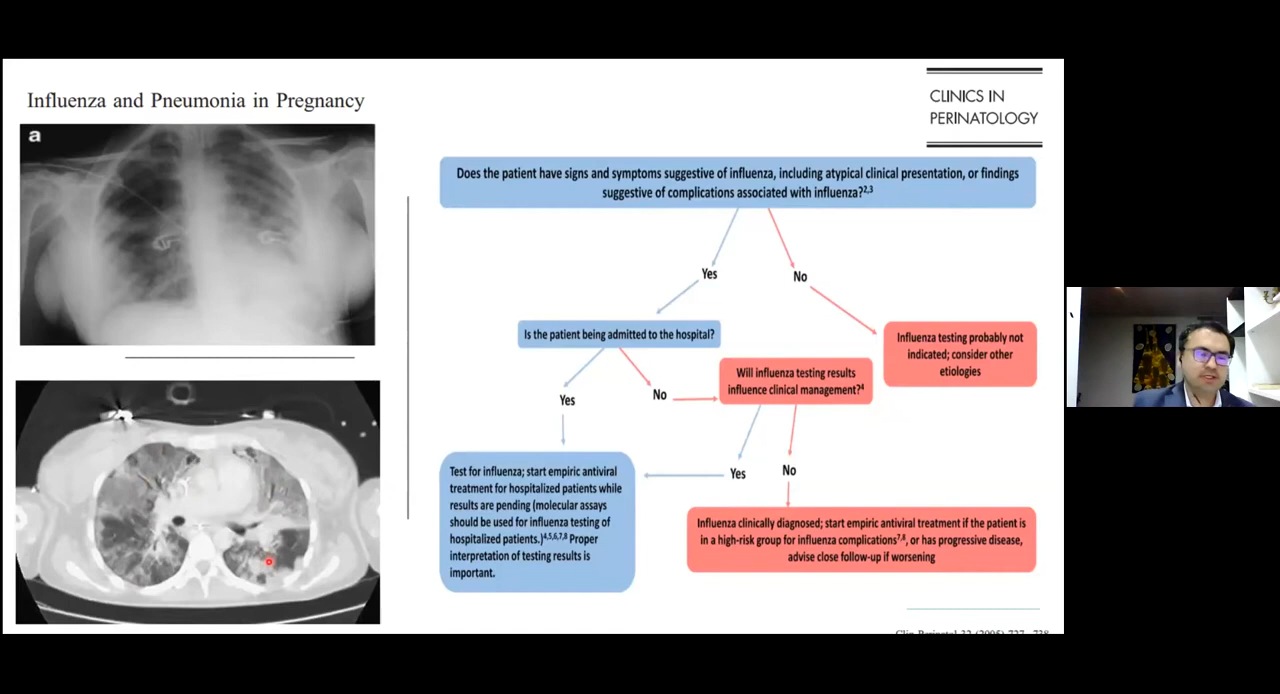 Influenza and Pneumonia in Pregnancy
CLINICS IN
PERINATOLOGY
a
Does the patient have signs and symptoms suggestive of influenza, including atypical clinical presentation, or findings
suggestive of complications associated with influenza?2,3
Yes
No
Is the patient being admitted to the hospital?
Influenza testing probably not
indicated; consider other
etiologies
Yes
No
Will influenza testing results
influence clinical management?4
Test for influenza; start empiric antiviral
treatment for hospitalized patients while
results are pending (molecular assays
should be used for influenza testing of
hospitalized patients.)4,5,6,7,8 Proper
interpretation of testing results is
important.
Yes
No
Influenza clinically diagnosed; start empiric antiviral treatment if the patient is
in a high-risk group for influenza complications7,8, or has progressive disease,
advise close follow-up if worsening
Clin Perinatol 32 (2005) 727–738